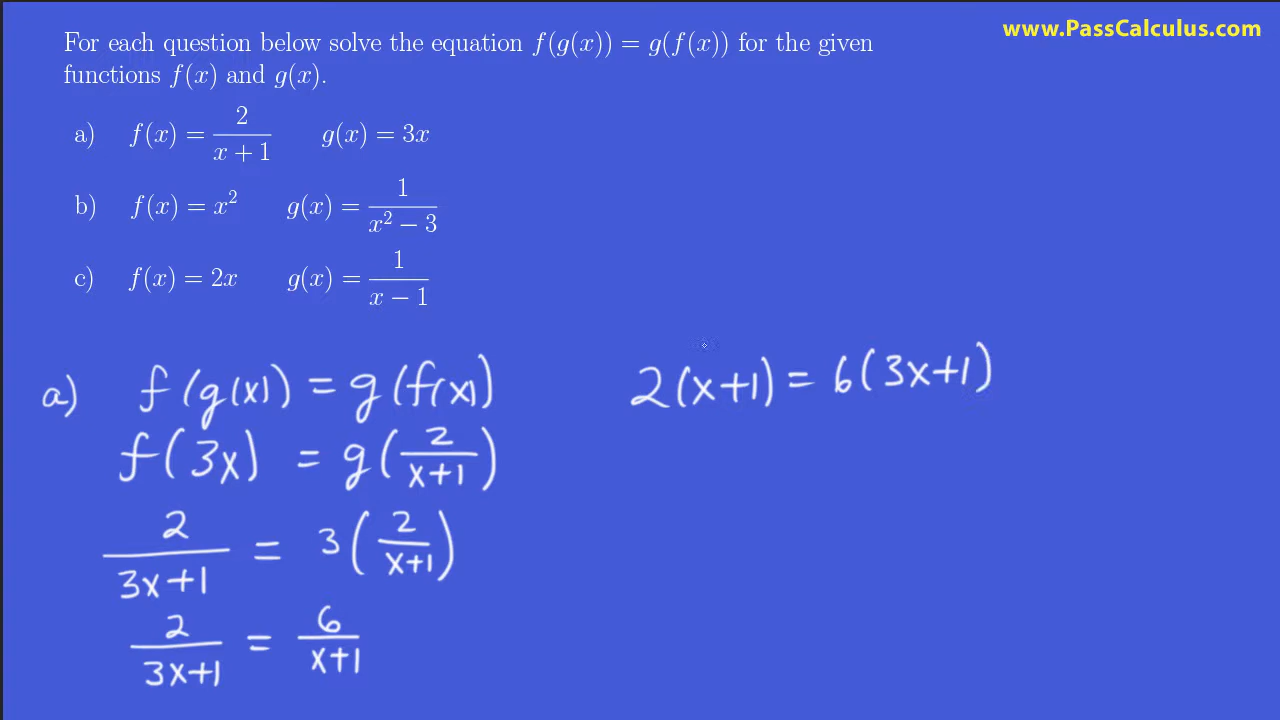 www.PassCalculus.com
For each question below solve the equation f(g(x)) = g(f(x)) for the given
functions f(x) and g(x).
a) f(x) = 2/(x + 1) g(x) = 3x
b) f(x) = x² g(x) = 1/(x² − 3)
c) f(x) = 2x g(x) = 1/(x − 1)
a) f(g(x)) = g(f(x))
f(3x) = g(2/(x+1))
2/(3x+1) = 3(2/(x+1))
2/(3x+1) = 6/(x+1)
2(x+1) = 6(3x+1)